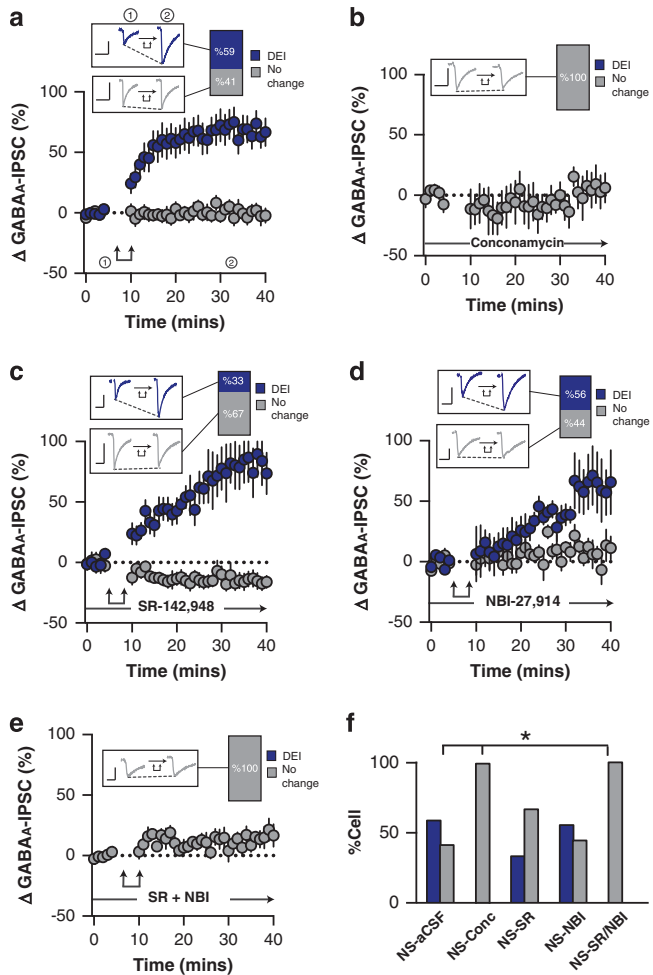 a
① ②
%59
%41
DEI
No
change
Δ GABAA-IPSC (%)
100
50
0
-50
① ②
0 10 20 30 40
Time (mins)
b
%100
DEI
No
change
Δ GABAA-IPSC (%)
100
50
0
-50
Conconamycin
0 10 20 30 40
Time (mins)
c
%33
%67
DEI
No
change
Δ GABAA-IPSC (%)
100
50
0
-50
SR-142,948
0 10 20 30 40
Time (mins)
d
%56
%44
DEI
No
change
Δ GABAA-IPSC (%)
100
50
0
-50
NBI-27,914
0 10 20 30 40
Time (mins)
e
%100
DEI
No
change
Δ GABAA-IPSC (%)
100
50
0
-50
SR + NBI
0 10 20 30 40
Time (mins)
f
*
%Cell
100
50
0
NS-aCSF
NS-Conc
NS-SR
NS-NBI
NS-SR/NBI